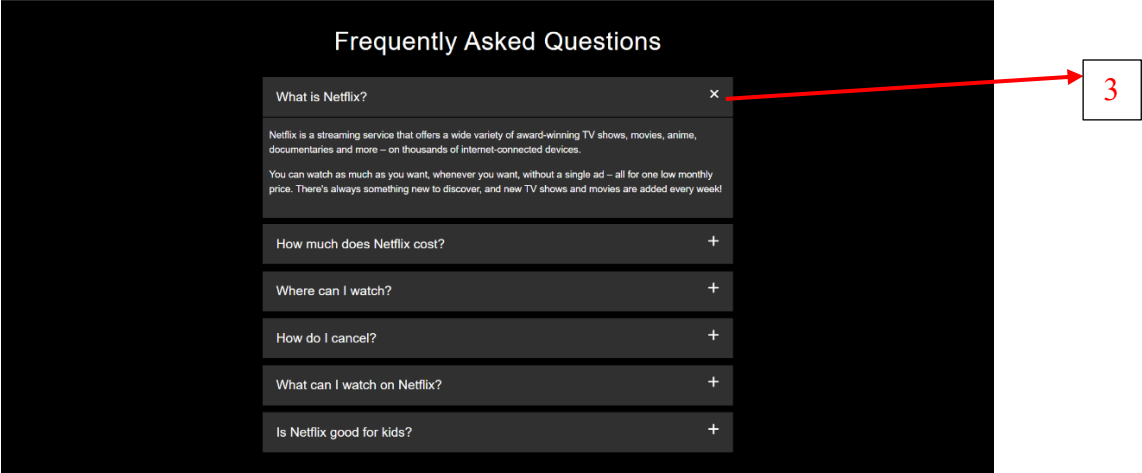 Frequently Asked Questions
What is Netflix? ×
3
Netflix is a streaming service that offers a wide variety of award-winning TV shows, movies, anime,
documentaries and more – on thousands of internet-connected devices.
You can watch as much as you want, whenever you want, without a single ad – all for one low monthly
price. There's always something new to discover, and new TV shows and movies are added every week!
How much does Netflix cost? +
Where can I watch? +
How do I cancel? +
What can I watch on Netflix? +
Is Netflix good for kids? +